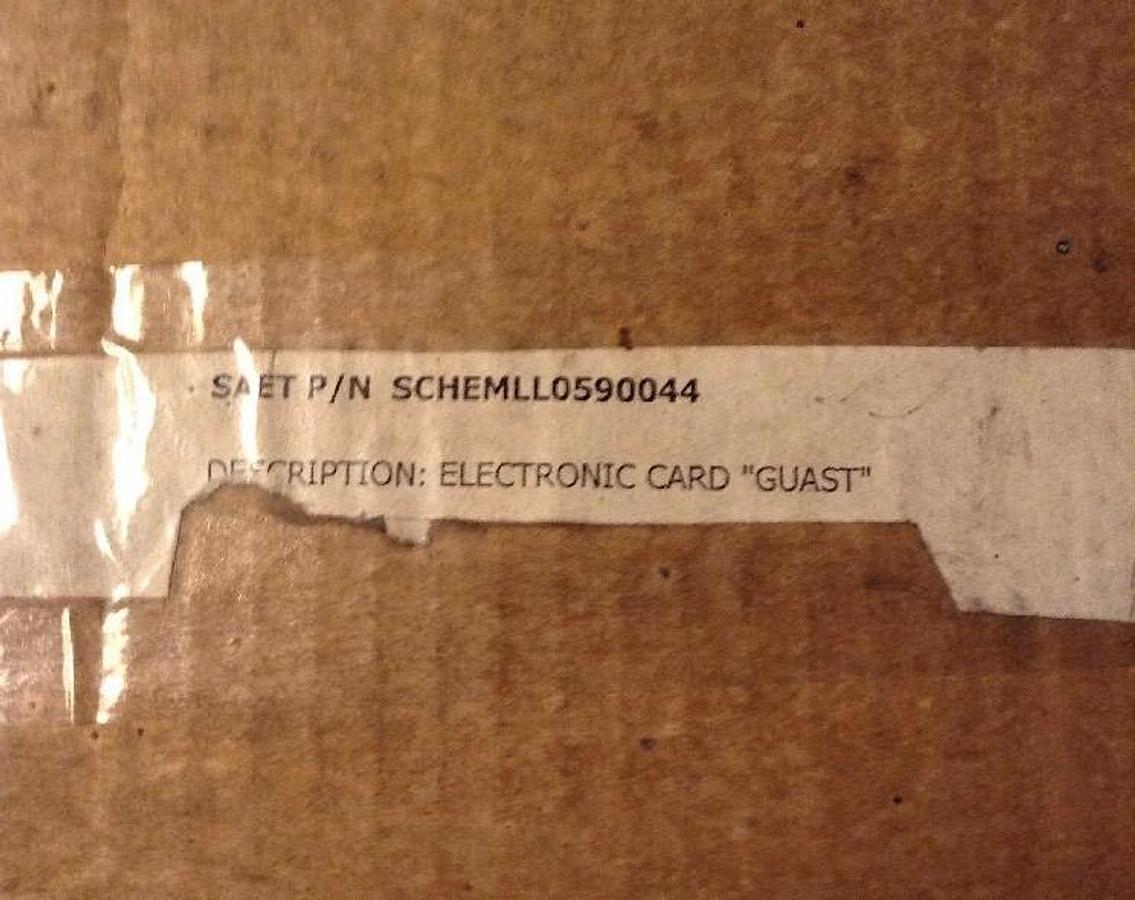 SAET P/N SCHEMLL0590044
DESCRIPTION: ELECTRONIC CARD "GUAST"